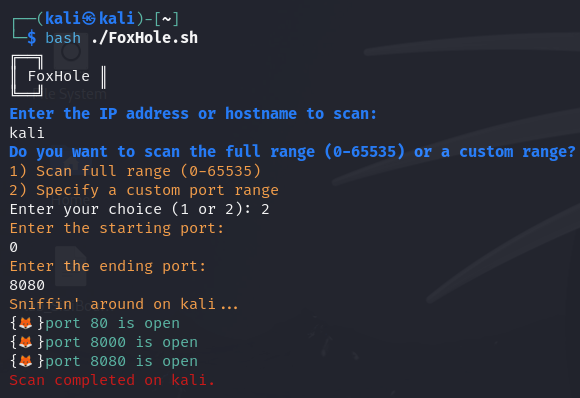 ┌──(kali㉿kali)-[~]
└─$ bash ./FoxHole.sh
╔══╗
║ FoxHole ║
╚══╝
Enter the IP address or hostname to scan:
kali
Do you want to scan the full range (0-65535) or a custom range?
1) Scan full range (0-65535)
2) Specify a custom port range
Enter your choice (1 or 2): 2
Enter the starting port:
0
Enter the ending port:
8080
Sniffin' around on kali...
{🦊}port 80 is open
{🦊}port 8000 is open
{🦊}port 8080 is open
Scan completed on kali.